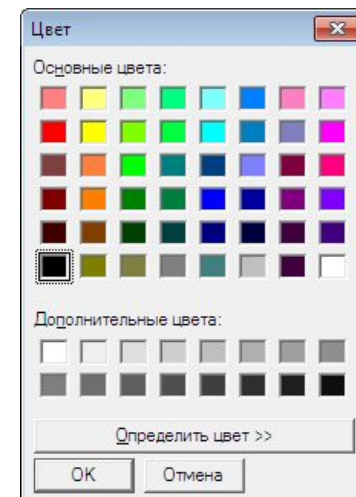 Цвет
Основные цвета:
Дополнительные цвета:
Определить цвет >>
OK
Отмена